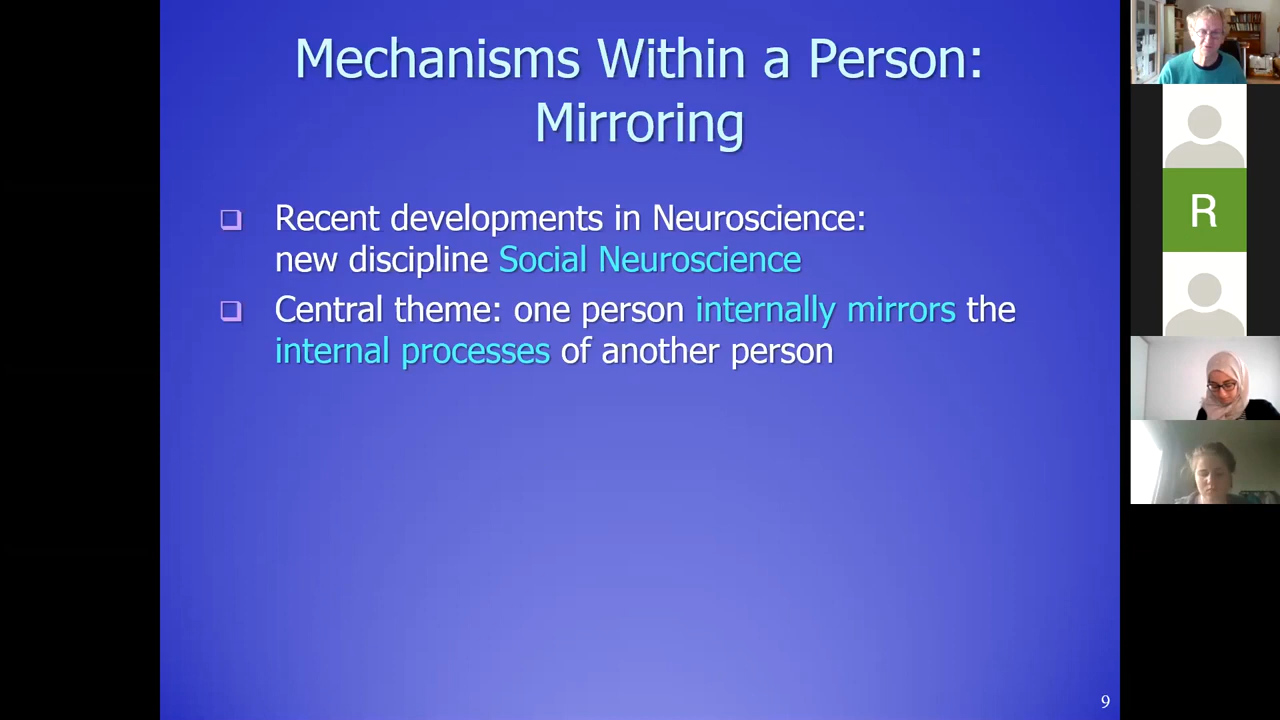 Mechanisms Within a Person:
Mirroring
Recent developments in Neuroscience:
new discipline Social Neuroscience
Central theme: one person internally mirrors the
internal processes of another person
R
9